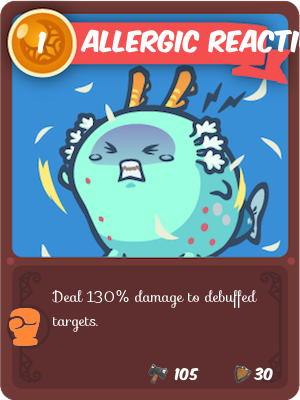 1
ALLERGIC REACTI
Deal 130% damage to debuffed
targets.
105 30